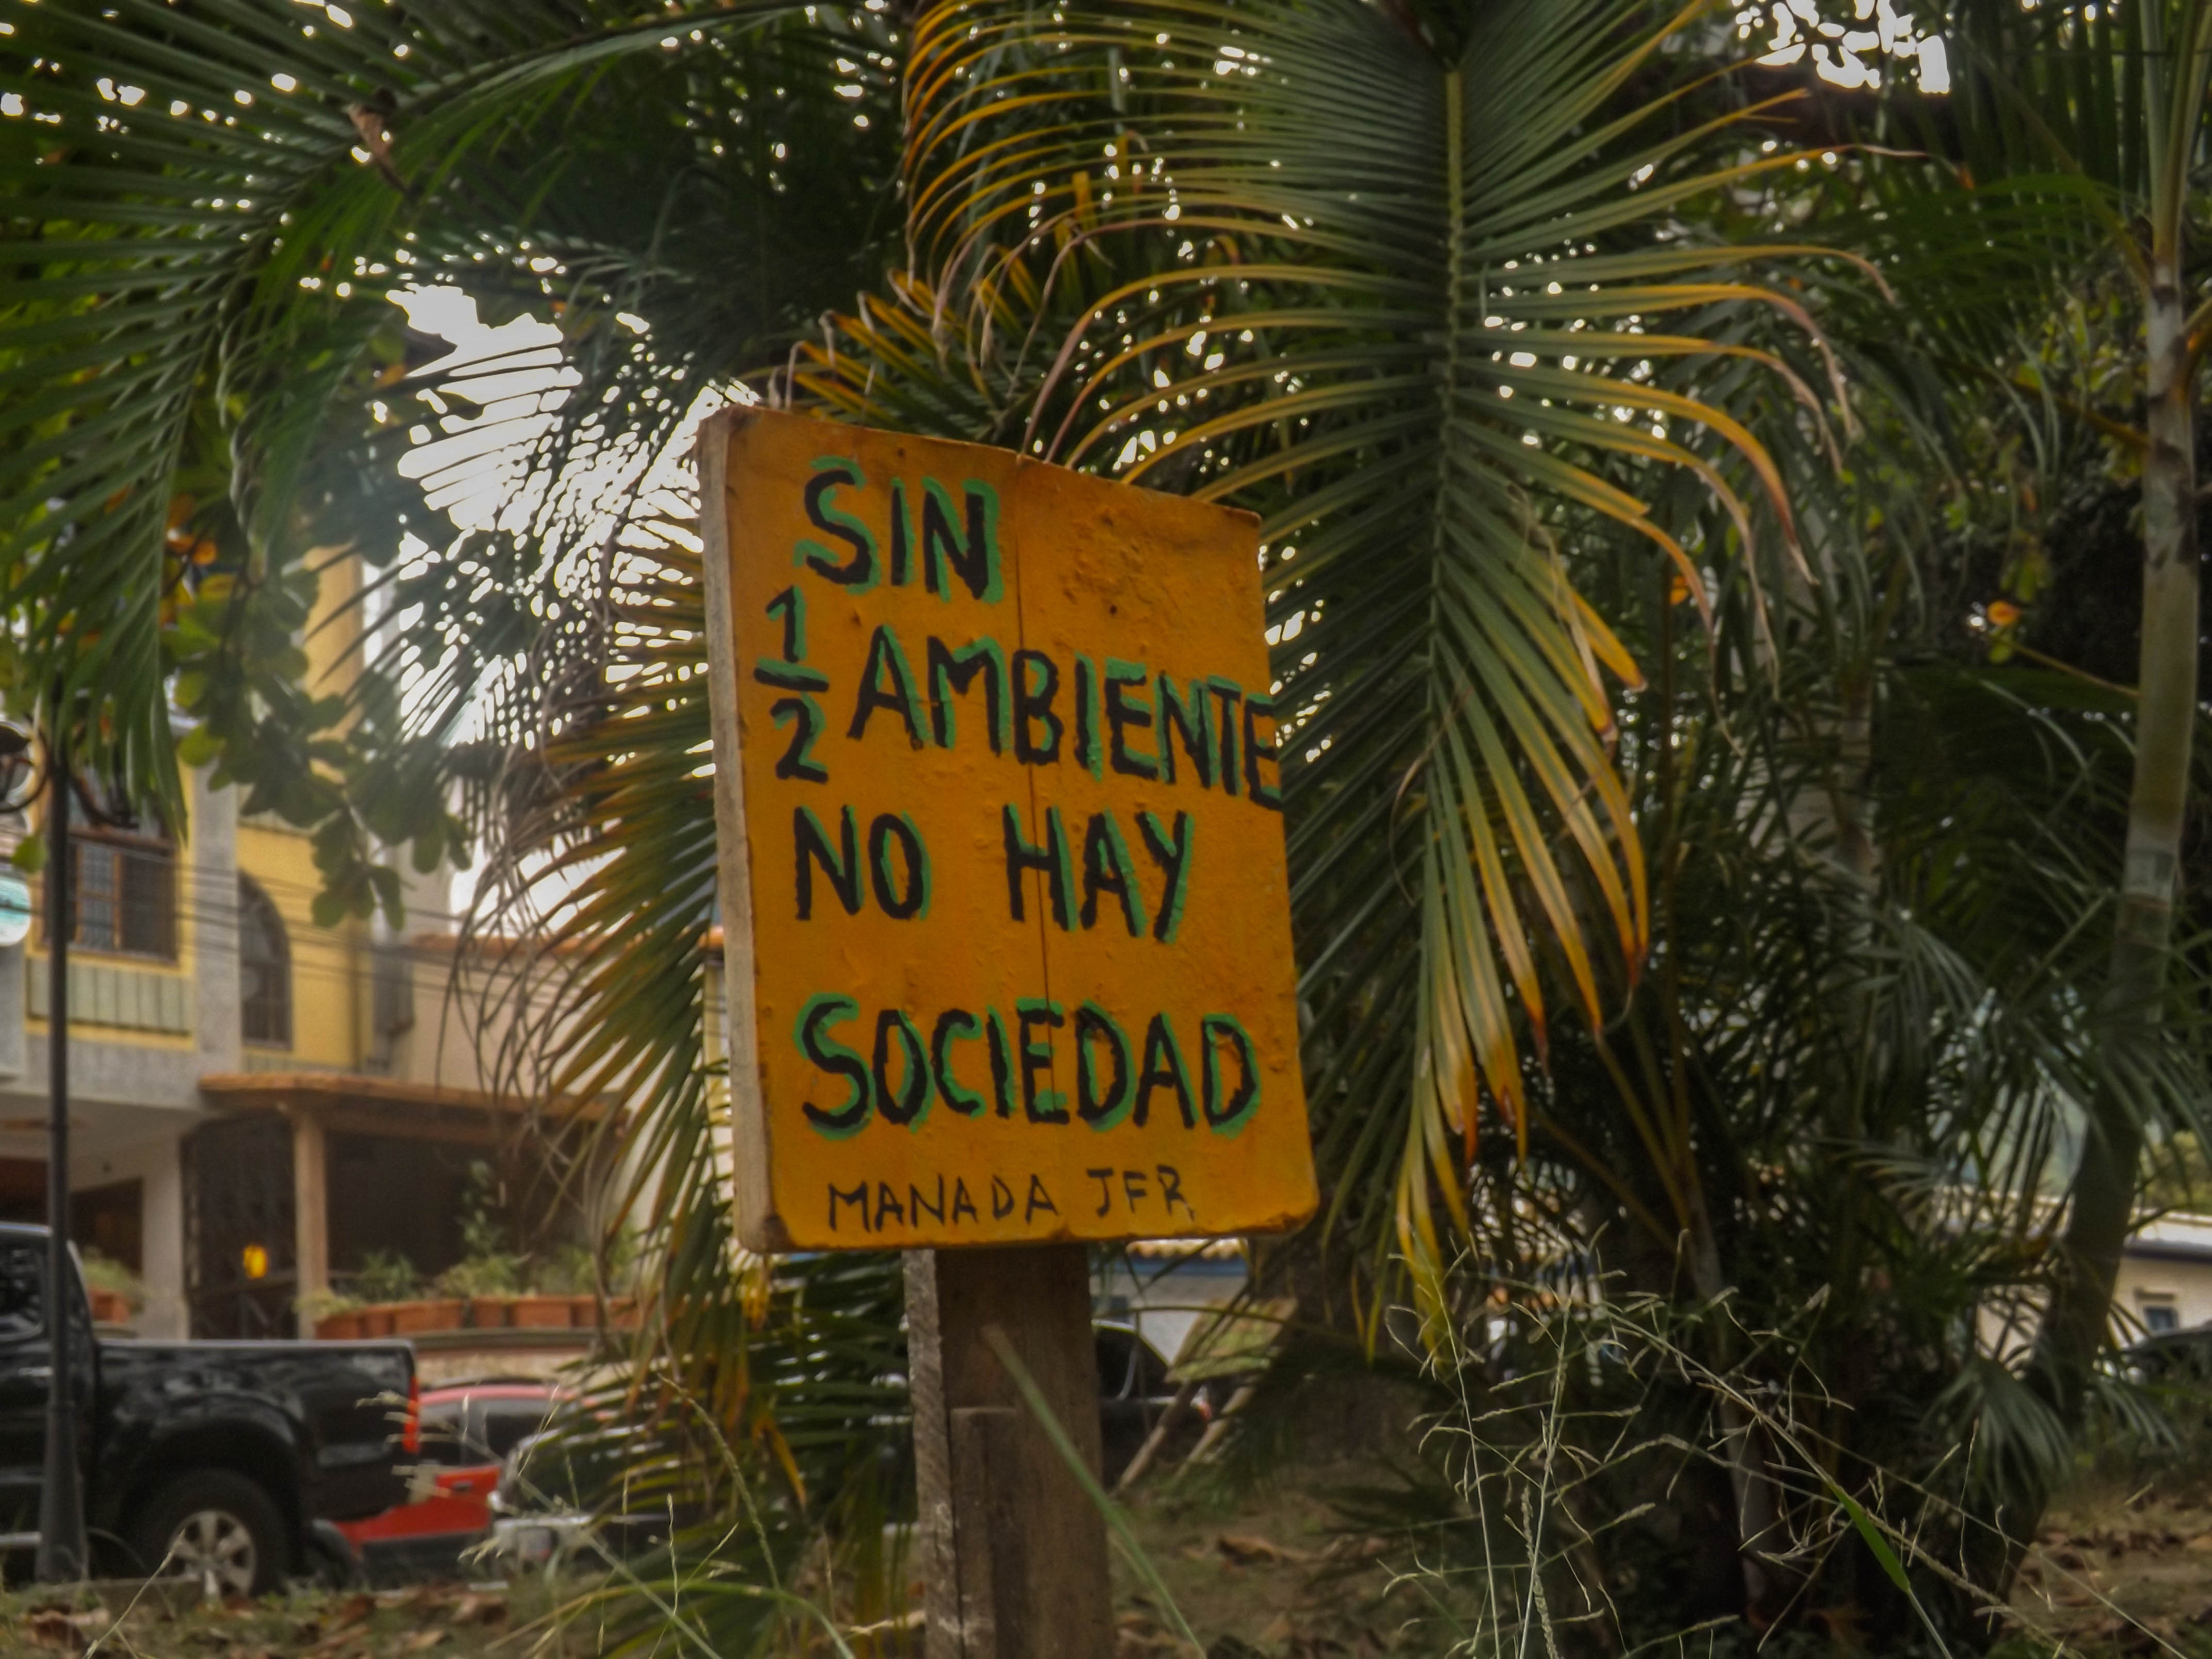 SIN
1/2 AMBIENTE
NO HAY
SOCIEDAD
MANADA JFR